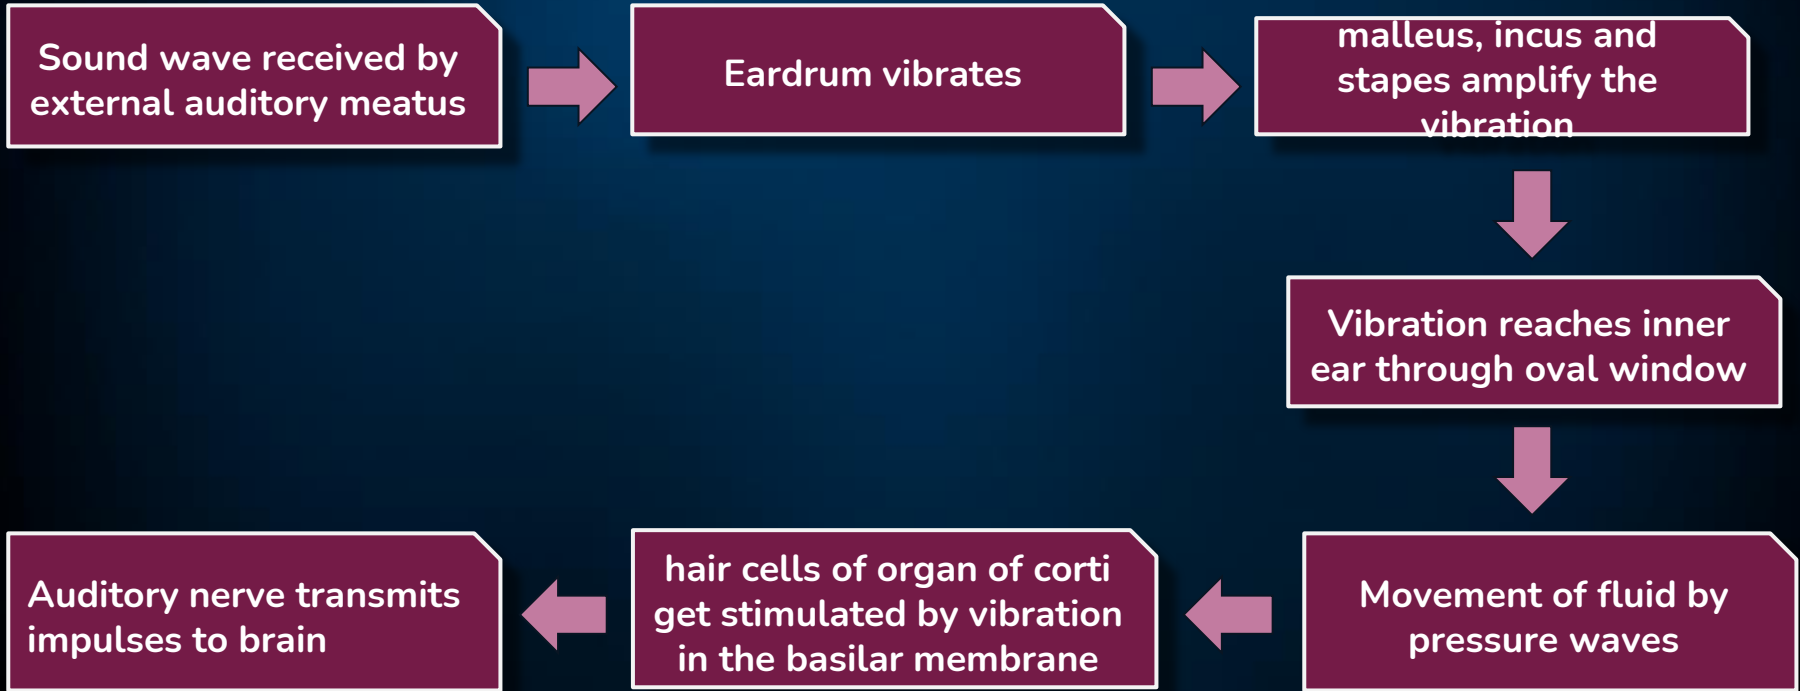 Sound wave received by
external auditory meatus
Eardrum vibrates
malleus, incus and
stapes amplify the
vibration
Vibration reaches inner
ear through oval window
Movement of fluid by
pressure waves
hair cells of organ of corti
get stimulated by vibration
in the basilar membrane
Auditory nerve transmits
impulses to brain